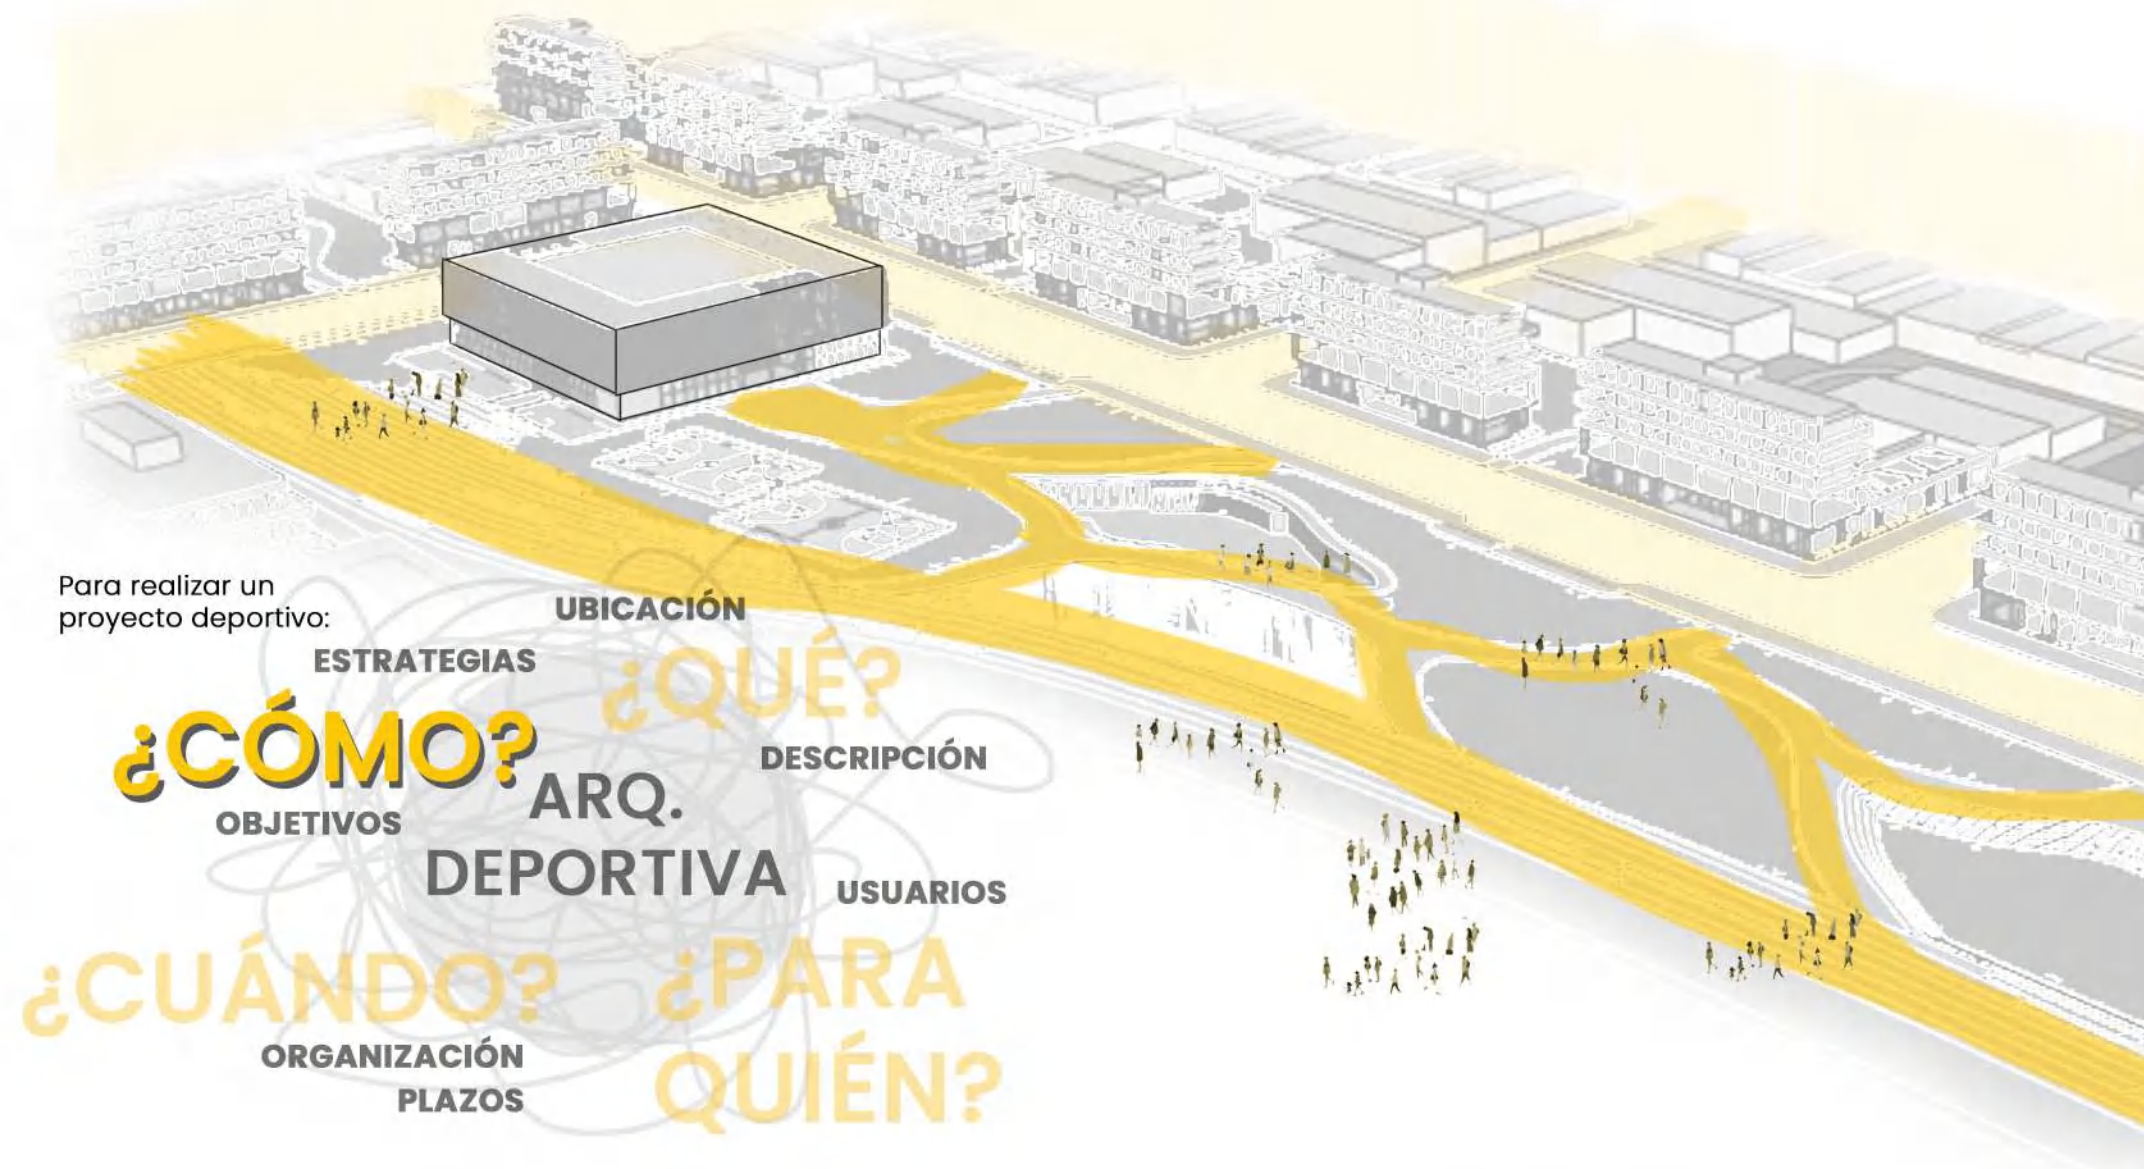 Para realizar un
proyecto deportivo:
UBICACIÓN
ESTRATEGIAS
¿QUÉ?
¿CÓMO?
DESCRIPCIÓN
OBJETIVOS
ARQ.
DEPORTIVA
USUARIOS
¿CUÁNDO?
ORGANIZACIÓN
PLAZOS
¿PARA
QUIÉN?